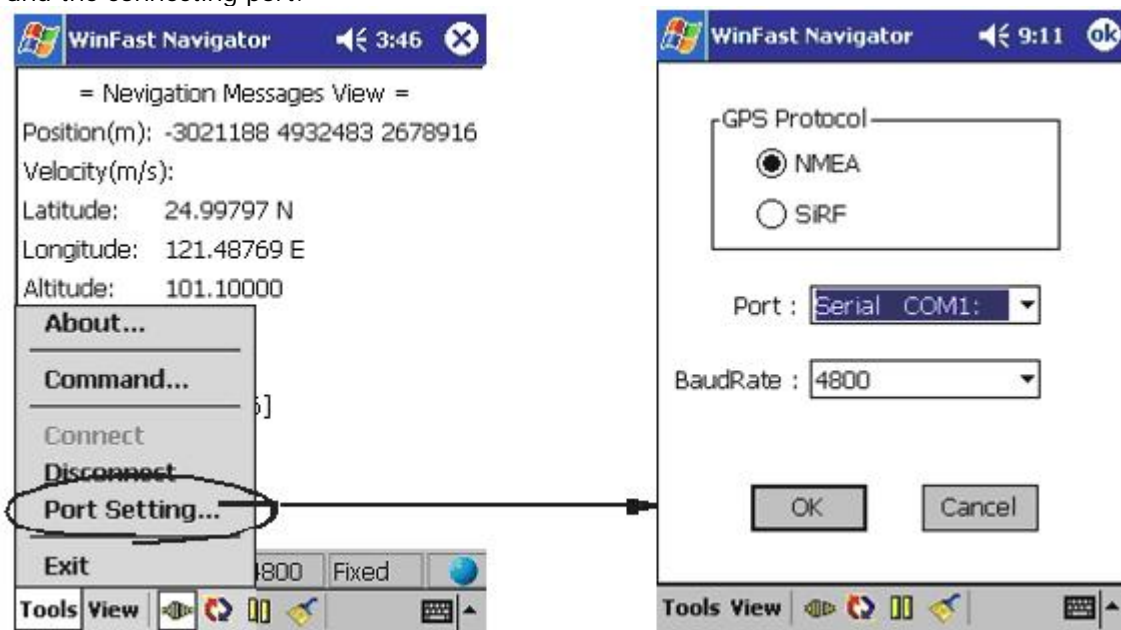 and the connecting port.
WinFast Navigator 3:46
= Nevigation Messages View =
Position(m): -3021188 4932483 2678916
Velocity(m/s):
Latitude: 24.99797 N
Longitude: 121.48769 E
Altitude: 101.10000
About...
Command...
]
Connect
Disconnect
Port Setting...
Exit
4800 Fixed
Tools View
WinFast Navigator 9:11 ok
GPS Protocol
NMEA
SiRF
Port : Serial COM1:
BaudRate : 4800
OK Cancel
Tools View